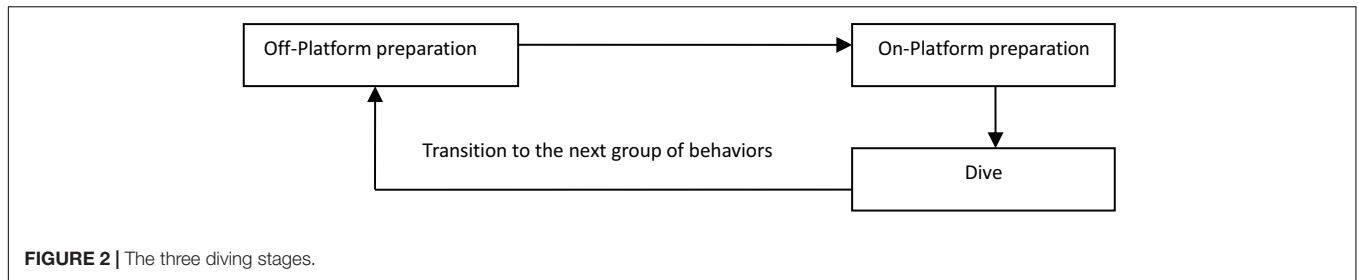 Off-Platform preparation
On-Platform preparation
Transition to the next group of behaviors
Dive
FIGURE 2 | The three diving stages.